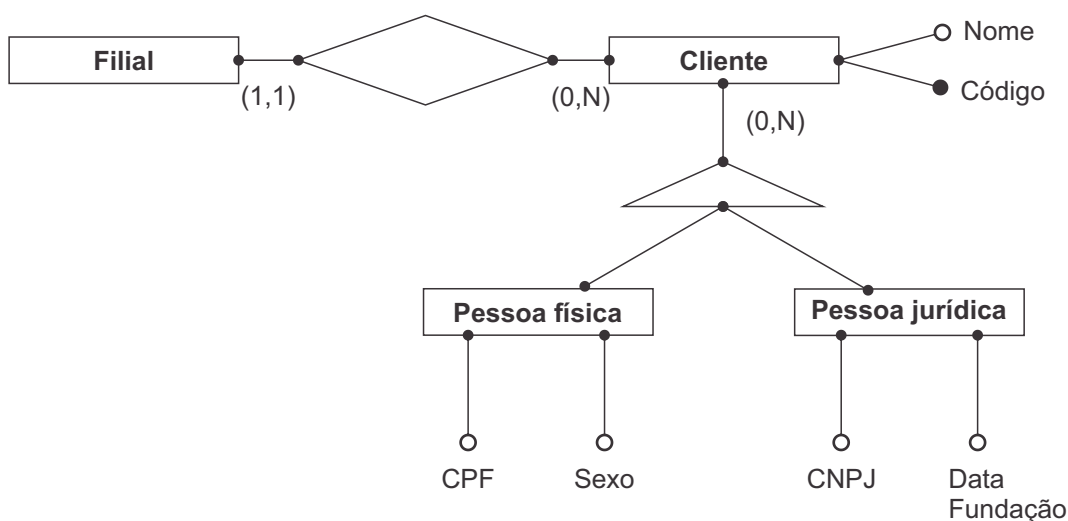 Filial
Cliente
Nome
Código
(1,1)
(0,N)
(0,N)
Pessoa física
Pessoa jurídica
CPF
Sexo
CNPJ
Data
Fundação